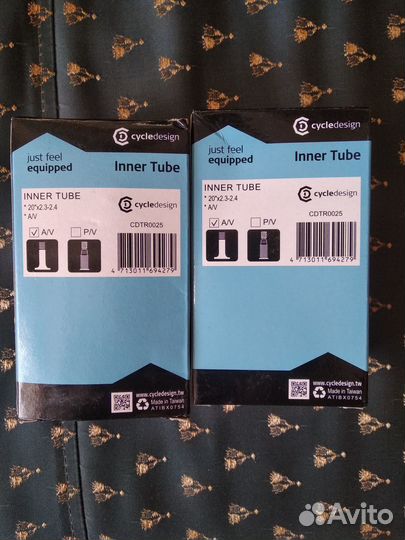 cycledesign
just feel
equipped
Inner Tube
INNER TUBE
* 20"x2.3-2.4
* A/V
cycledesign
A/V
P/V
CDTR0025
4 713011 694279
www.cycledesign.tw
Made in Taiwan
ATIBX0754
cycledesign
just feel
equipped
Inner Tube
INNER TUBE
* 20"x2.3-2.4
* A/V
cycledesign
A/V
P/V
CDTR0025
4 713011 694279
www.cycledesign.tw
Made in Taiwan
ATIBX0754
Avito